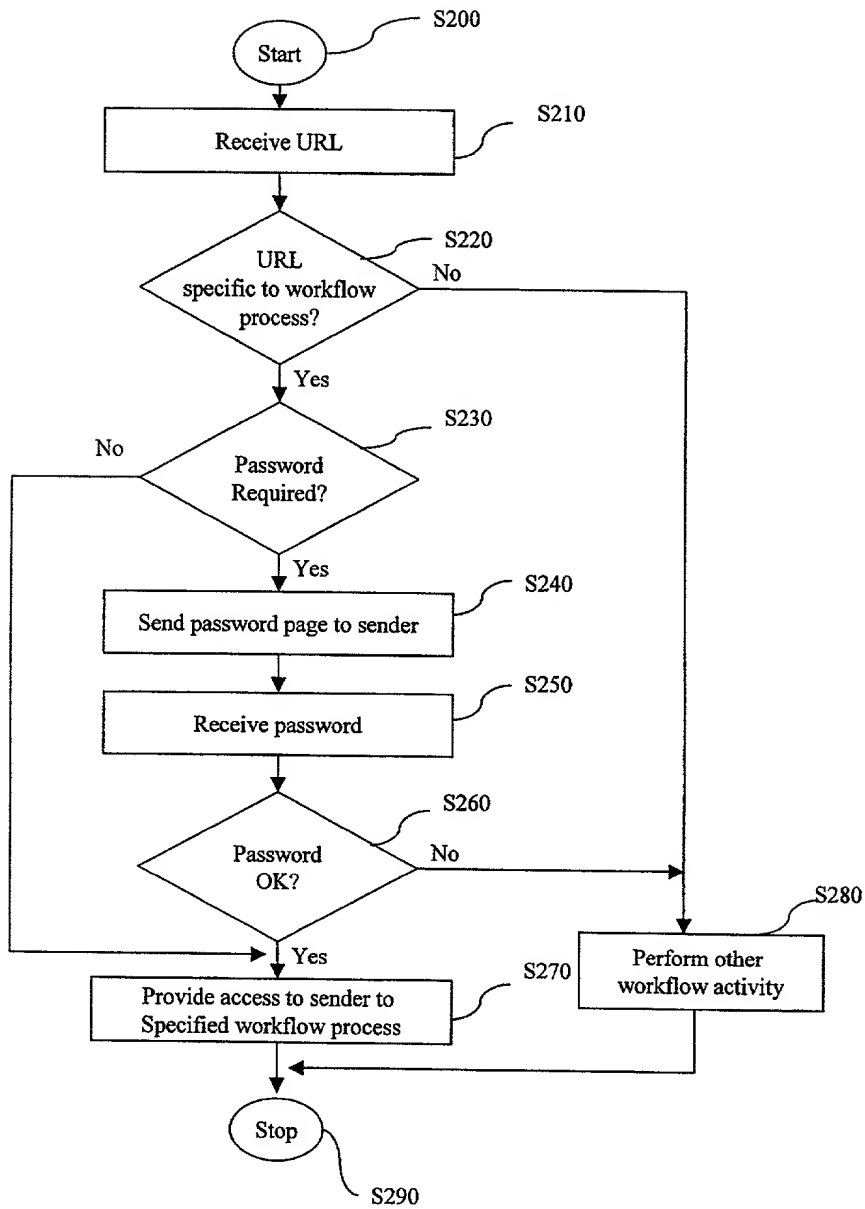 S200
Start
S210
Receive URL
S220
URL
specific to workflow
process?
No
Yes
S230
No
Password
Required?
Yes
S240
Send password page to sender
S250
Receive password
S260
Password
OK?
No
S280
Yes
Perform other
workflow activity
S270
Provide access to sender to
Specified workflow process
Stop
S290